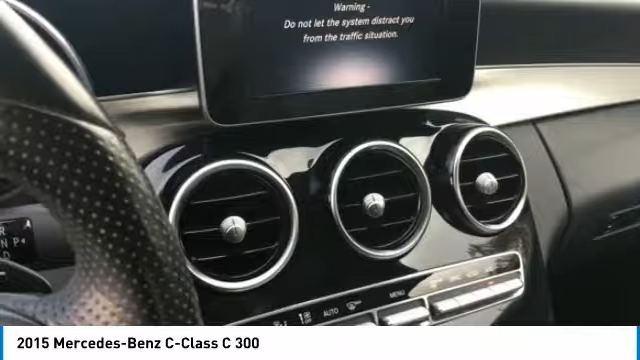 Warning -
Do not let the system distract you
from the traffic situation.
R
N P
D
AUTO
MENU
2015 Mercedes-Benz C-Class C 300